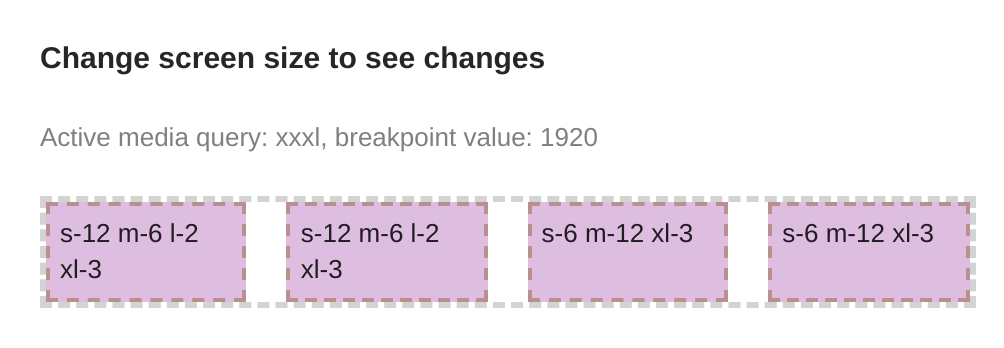 Change screen size to see changes
Active media query: xxxl, breakpoint value: 1920
s-12 m-6 l-2
xl-3
s-12 m-6 l-2
xl-3
s-6 m-12 xl-3
s-6 m-12 xl-3